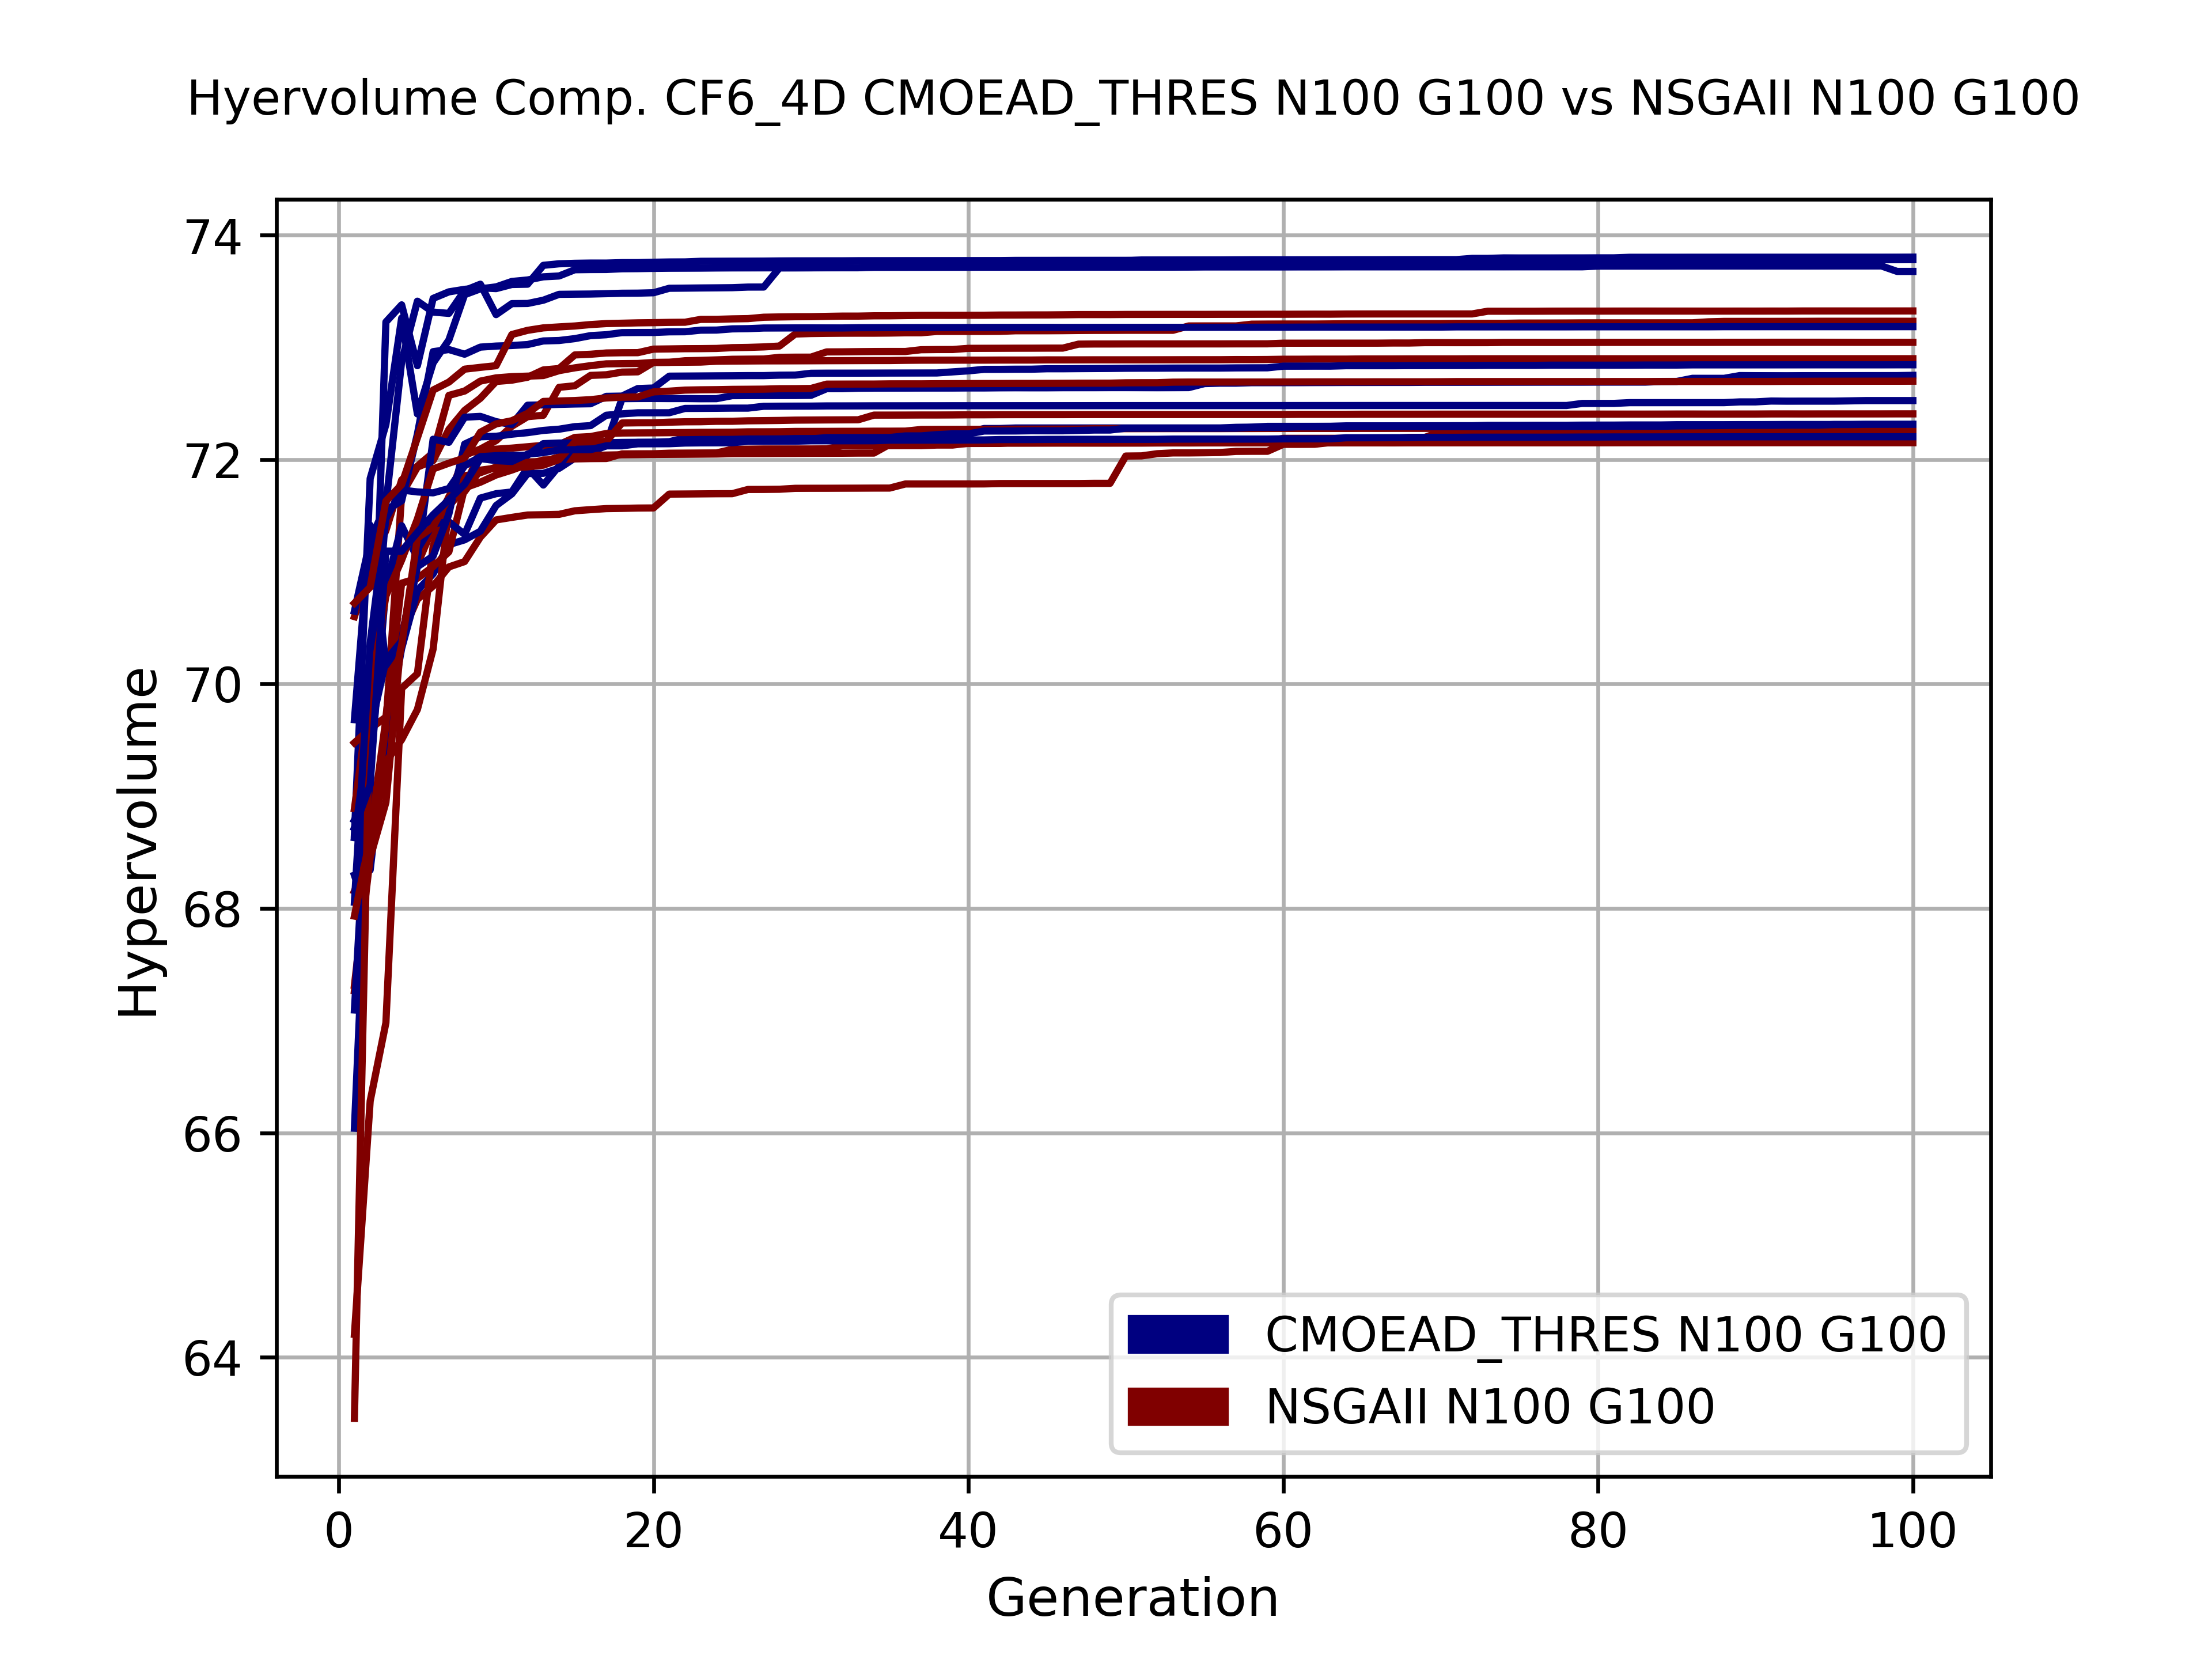 Hyervolume Comp. CF6_4D CMOEAD_THRES N100 G100 vs NSGAII N100 G100
74
72
70
68
66
64
Hypervolume
0 20 40 60 80 100
Generation
CMOEAD_THRES N100 G100
NSGAII N100 G100